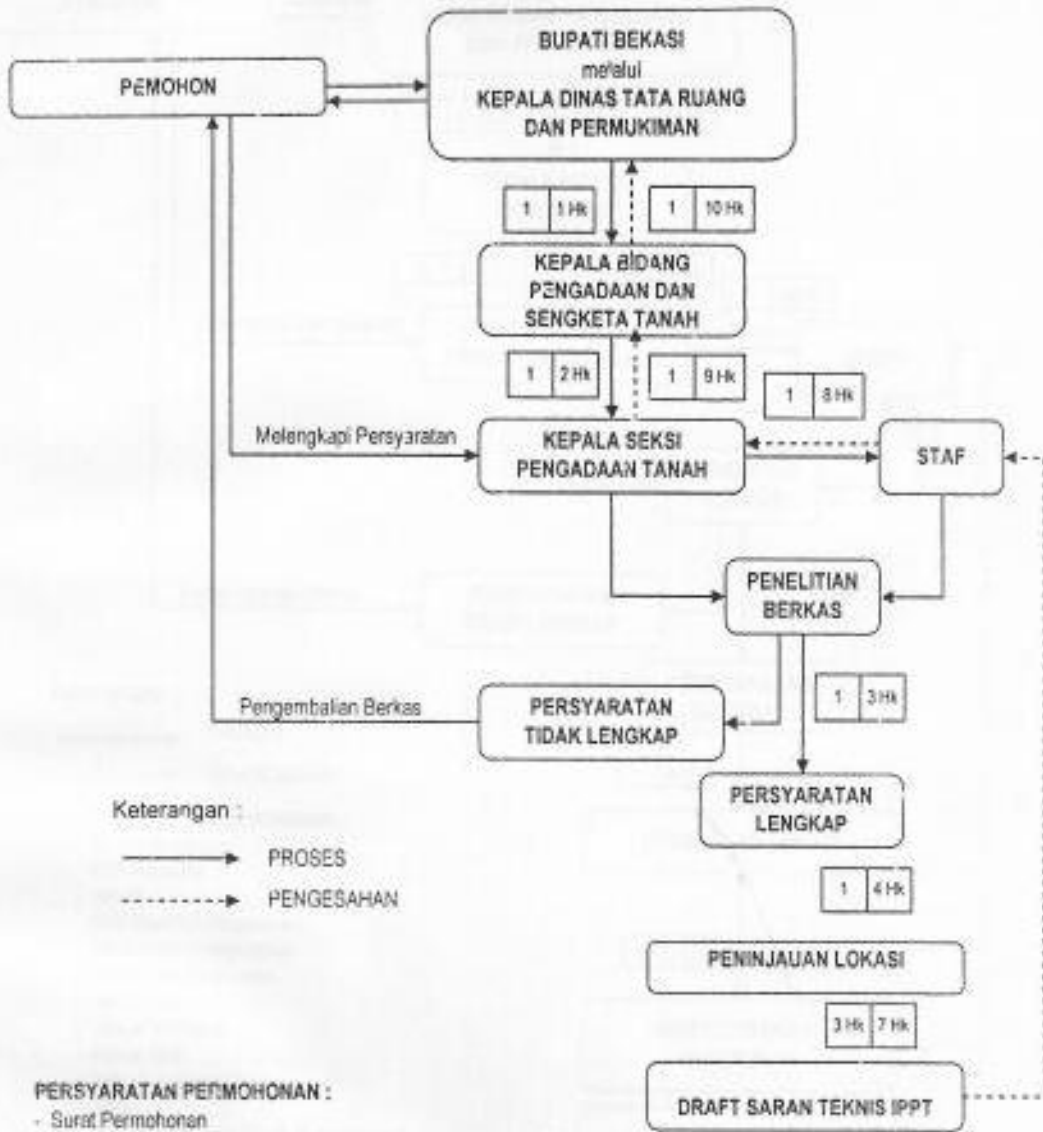 PEMOHON
BUPATI BEKASI
melalui
KEPALA DINAS TATA RUANG
DAN PERMUKIMAN
1 1 Hk
1 10 Hk
KEPALA BIDANG
PENGADAAN DAN
SENGKETA TANAH
1 2 Hk
1 9 Hk
1 8 Hk
Melengkapi Persyaratan
KEPALA SEKSI
PENGADAAN TANAH
STAF
PENELITIAN
BERKAS
1 3 Hk
Pengembalian Berkas
PERSYARATAN
TIDAK LENGKAP
PERSYARATAN
LENGKAP
Keterangan :
PROSES
PENGESAHAN
1 4 Hk
PENINJAUAN LOKASI
3 Hk 7 Hk
DRAFT SARAN TEKNIS IPPT
PERSYARATAN PERMOHONAN :
- Surat Permohonan